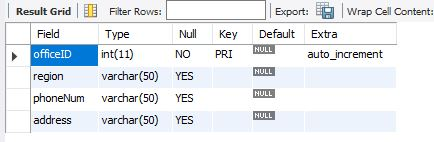 Result Grid Filter Rows: Export: Wrap Cell Content:
Field Type Null Key Default Extra
officeID int(11) NO PRI NULL auto_increment
region varchar(50) YES NULL
phoneNum varchar(50) YES NULL
address varchar(50) YES NULL